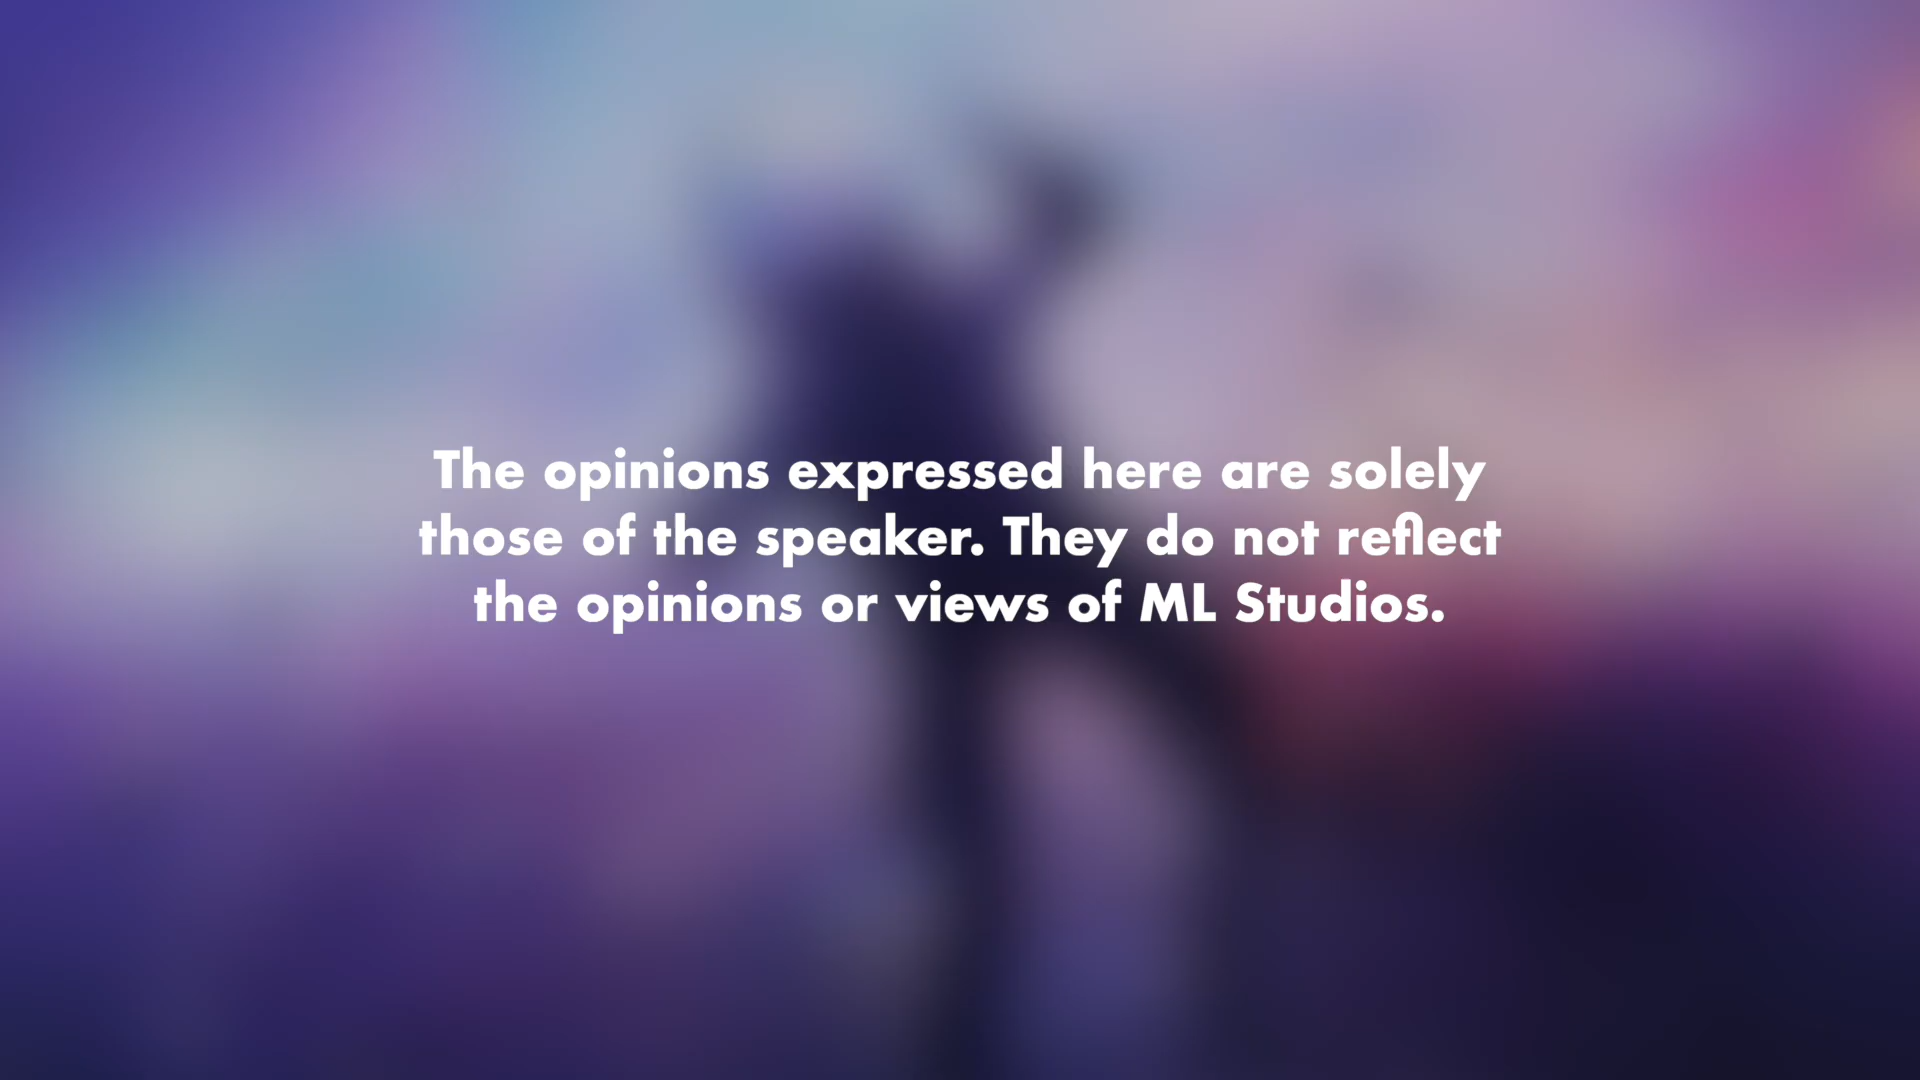 The opinions expressed here are solely
those of the speaker. They do not reflect
the opinions or views of ML Studios.